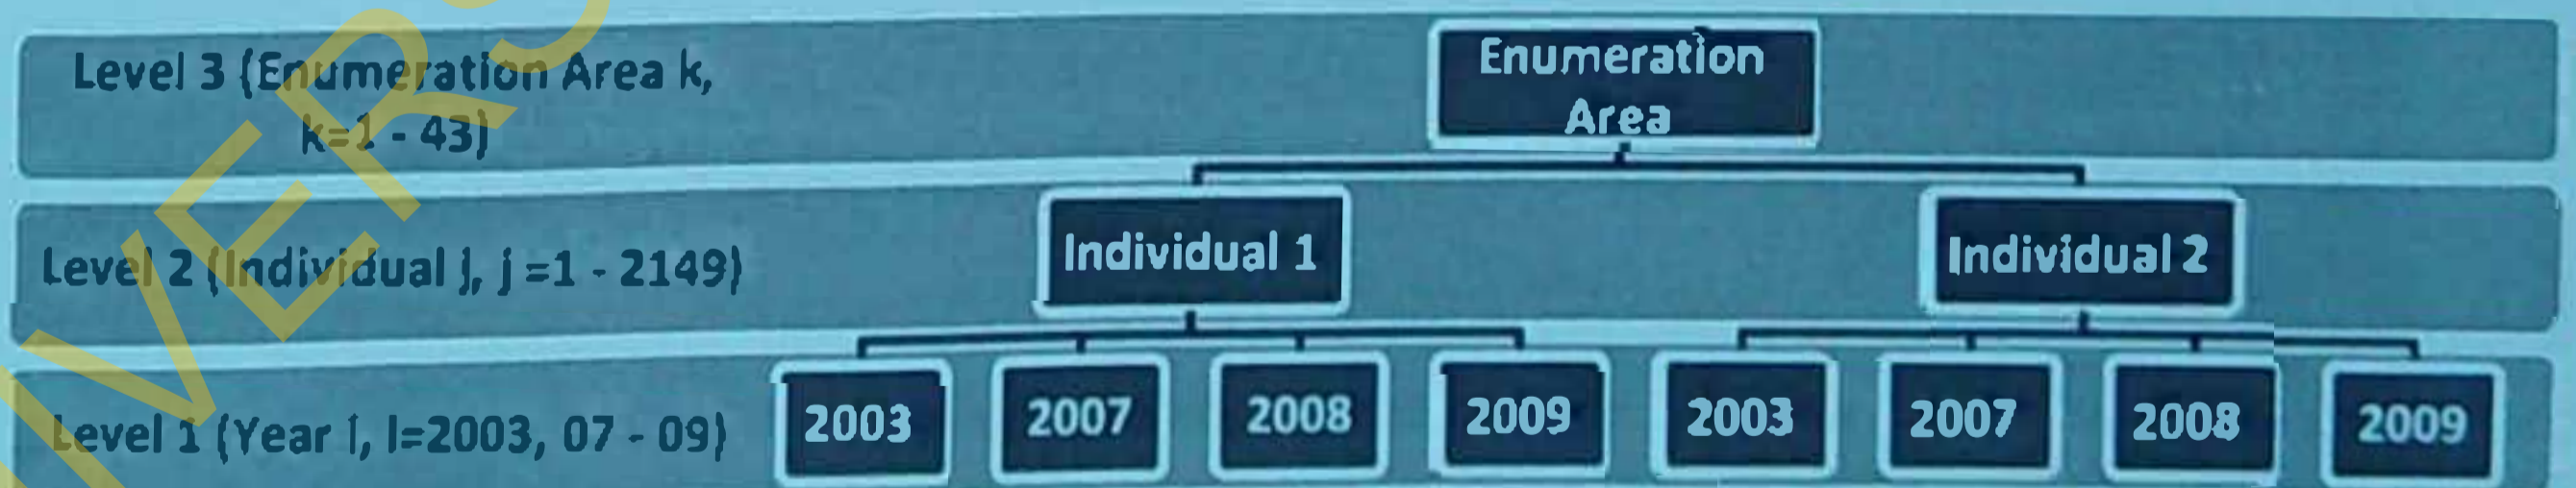 Level 3 (Enumeration Area k,
k=1 - 43)
Enumeration
Area
Level 2 (Individual j, j =1 - 2149)
Individual 1
Individual 2
Level 1 (Year i, I=2003, 07 - 09)
2003
2007
2008
2009
2003
2007
2008
2009